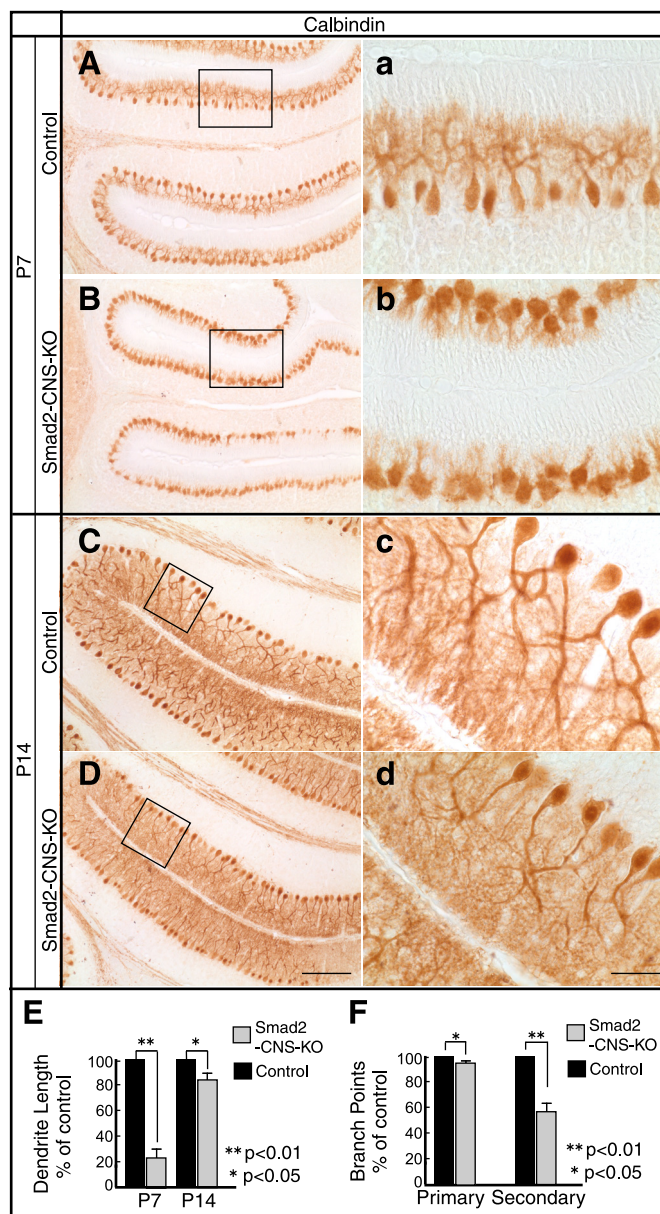 Calbindin
P7
Control
A
a
Smad2-CNS-KO
B
b
P14
Control
C
c
Smad2-CNS-KO
D
d
E
Dendrite Length
% of control
100
80
60
40
20
0
**
*
Smad2
-CNS-KO
Control
** p<0.01
* p<0.05
P7 P14
F
Branch Points
% of control
100
80
60
40
20
0
*
**
Smad2
-CNS-KO
Control
** p<0.01
* p<0.05
Primary Secondary